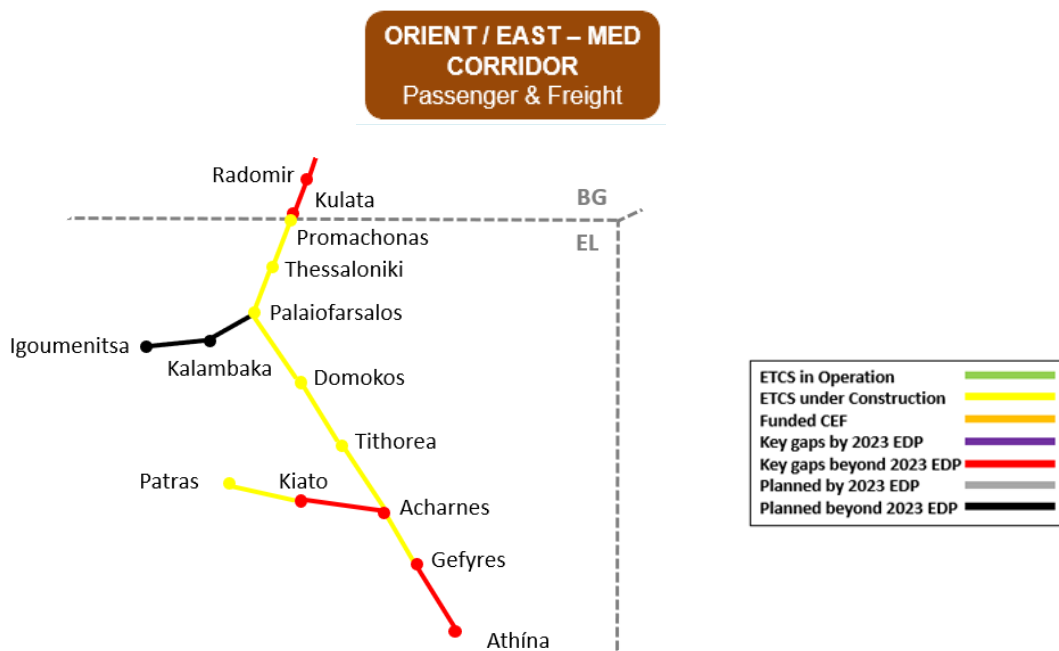 ORIENT / EAST – MED
CORRIDOR
Passenger & Freight
Radomir
Kulata
BG
Promachonas
EL
Thessaloniki
Palaiofarsalos
Igoumenitsa
Kalambaka
Domokos
Tithorea
Patras
Kiato
Acharnes
Gefyres
Athína
ETCS in Operation
ETCS under Construction
Funded CEF
Key gaps by 2023 EDP
Key gaps beyond 2023 EDP
Planned by 2023 EDP
Planned beyond 2023 EDP